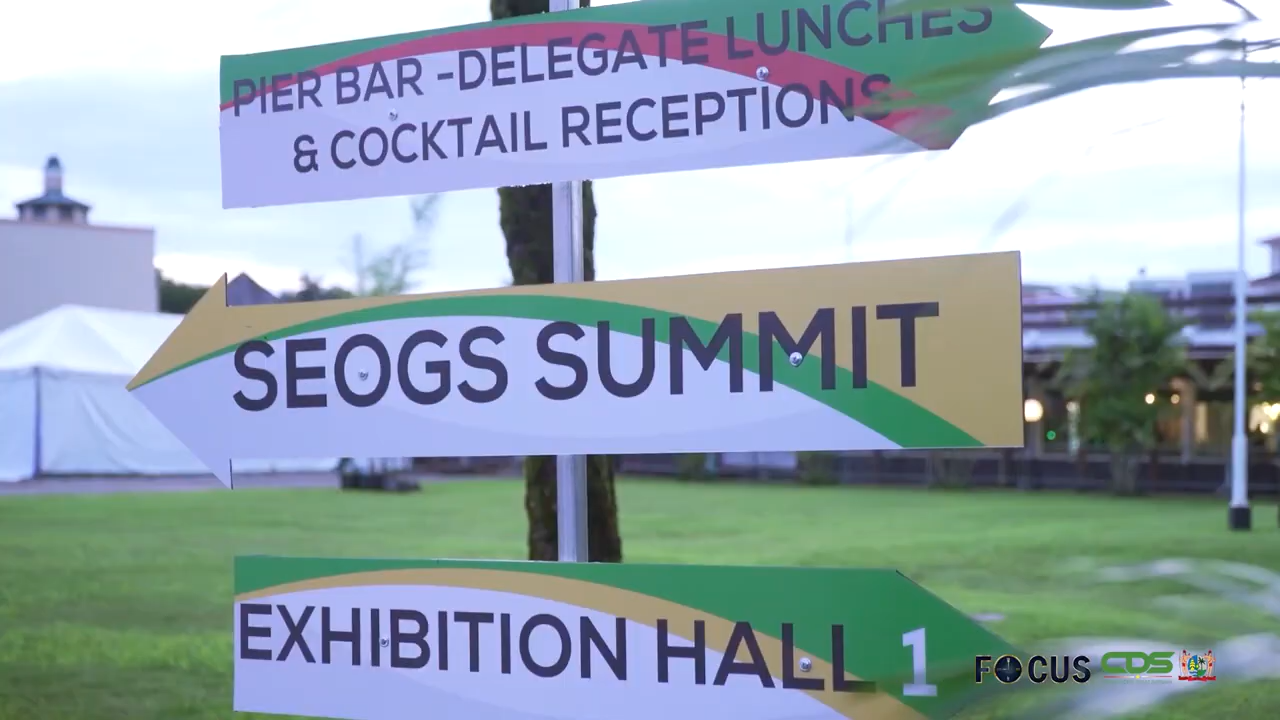 PIER BAR -DELEGATE LUNCHES
& COCKTAIL RECEPTIONS
SEOGS SUMMIT
EXHIBITION HALL 1
FOCUS CDS